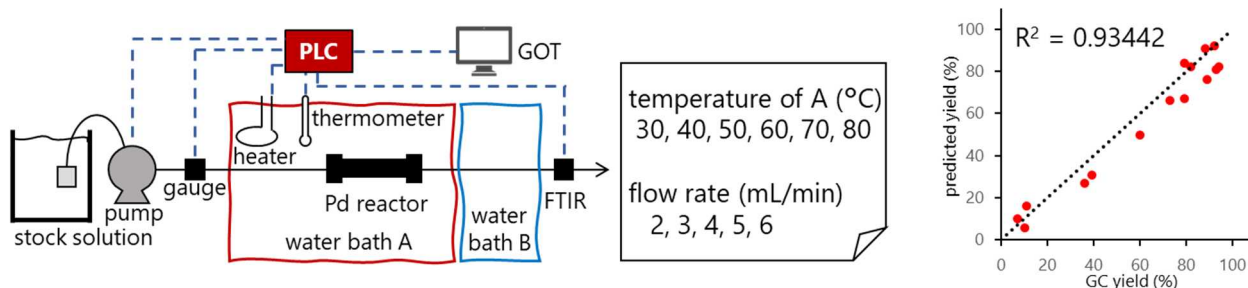 PLC
GOT
thermometer
heater
gauge
pump
stock solution
Pd reactor
water bath A
water
bath B
FTIR
temperature of A (°C)
30, 40, 50, 60, 70, 80
flow rate (mL/min)
2, 3, 4, 5, 6
R² = 0.93442
predicted yield (%)
100
80
60
40
20
0
0 20 40 60 80 100
GC yield (%)